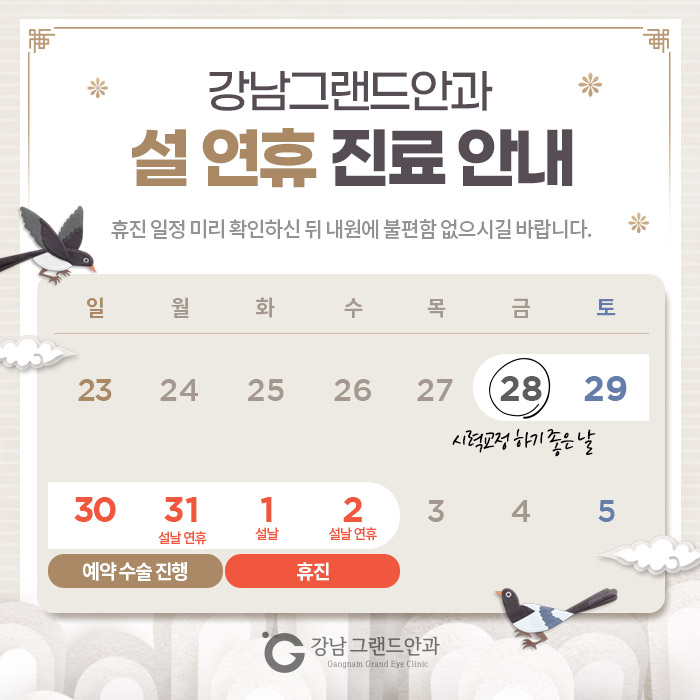 강남그랜드안과
설 연휴 진료 안내
휴진 일정 미리 확인하신 뒤 내원에 불편함 없으시길 바랍니다.
일 월 화 수 목 금 토
23 24 25 26 27 28 29
시력교정 하기 좋은 날
30 31 1 2 3 4 5
설날 연휴 설날 설날 연휴
예약 수술 진행 휴진
강남 그랜드안과
Gangnam Grand Eye Clinic